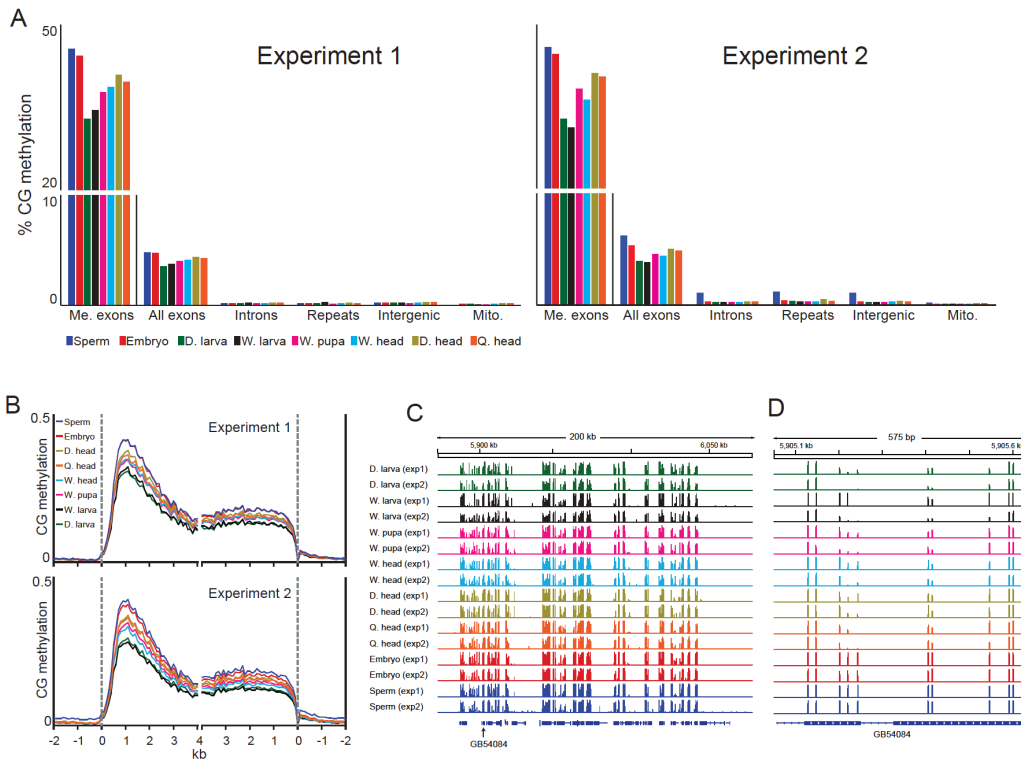 A
Experiment 1
Experiment 2
% CG methylation
50
20
10
0
Me. exons All exons Introns Repeats Intergenic Mito.
Me. exons All exons Introns Repeats Intergenic Mito.
Sperm Embryo D. larva W. larva W. pupa W. head D. head Q. head
B
Experiment 1
CG methylation
0.5
0
Sperm
Embryo
D. head
Q. head
W. head
W. pupa
W. larva
D. larva
Experiment 2
CG methylation
0.5
0
-2 -1 0 1 2 3 4 3 2 1 0 -1 -2
kb
C
200 kb
5,900 kb 6,050 kb
D. larva (exp1)
D. larva (exp2)
W. larva (exp1)
W. larva (exp2)
W. pupa (exp1)
W. pupa (exp2)
W. head (exp1)
W. head (exp2)
D. head (exp1)
D. head (exp2)
Q. head (exp1)
Q. head (exp2)
Embryo (exp1)
Embryo (exp2)
Sperm (exp1)
Sperm (exp2)
GB54084
D
575 bp
5,905.1 kb 5,905.6 k
GB54084